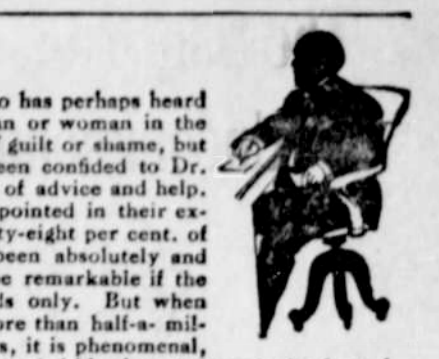 o has perhaps heard
an or woman in the
guilt or shame, but
een confided to Dr.
of advice and help.
pointed in their ex-
ty-eight per cent. of
been absolutely and
e remarkable if the
ls only. But when
ore than half-a- mil-
s, it is phenomenal,